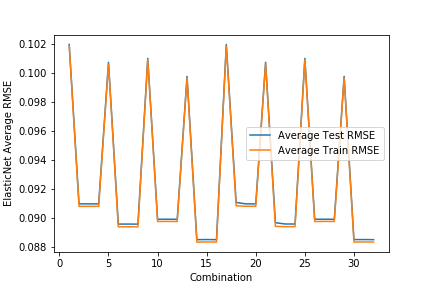 0.102
0.100
0.098
0.096
0.094
0.092
0.090
0.088
ElasticNet Average RMSE
Average Test RMSE
Average Train RMSE
0 5 10 15 20 25 30
Combination